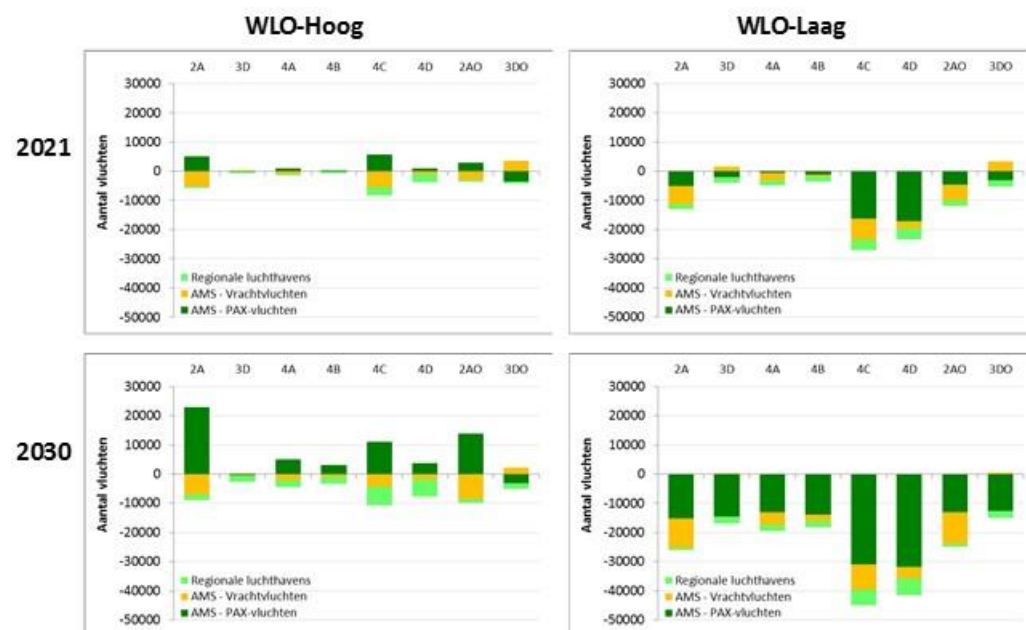 WLO-Hoog WLO-Laag
2021
2A 3D 4A 4B 4C 4D 2AO 3DO
30000
20000
10000
0
-10000
-20000
-30000
-40000
-50000
Aantal vluchten
Regionale luchthavens
AMS - Vrachtvluchten
AMS - PAX-vluchten
2A 3D 4A 4B 4C 4D 2AO 3DO
30000
20000
10000
0
-10000
-20000
-30000
-40000
-50000
Aantal vluchten
Regionale luchthavens
AMS - Vrachtvluchten
AMS - PAX-vluchten
2030
2A 3D 4A 4B 4C 4D 2AO 3DO
30000
20000
10000
0
-10000
-20000
-30000
-40000
-50000
Aantal vluchten
Regionale luchthavens
AMS - Vrachtvluchten
AMS - PAX-vluchten
2A 3D 4A 4B 4C 4D 2AO 3DO
30000
20000
10000
0
-10000
-20000
-30000
-40000
-50000
Aantal vluchten
Regionale luchthavens
AMS - Vrachtvluchten
AMS - PAX-vluchten